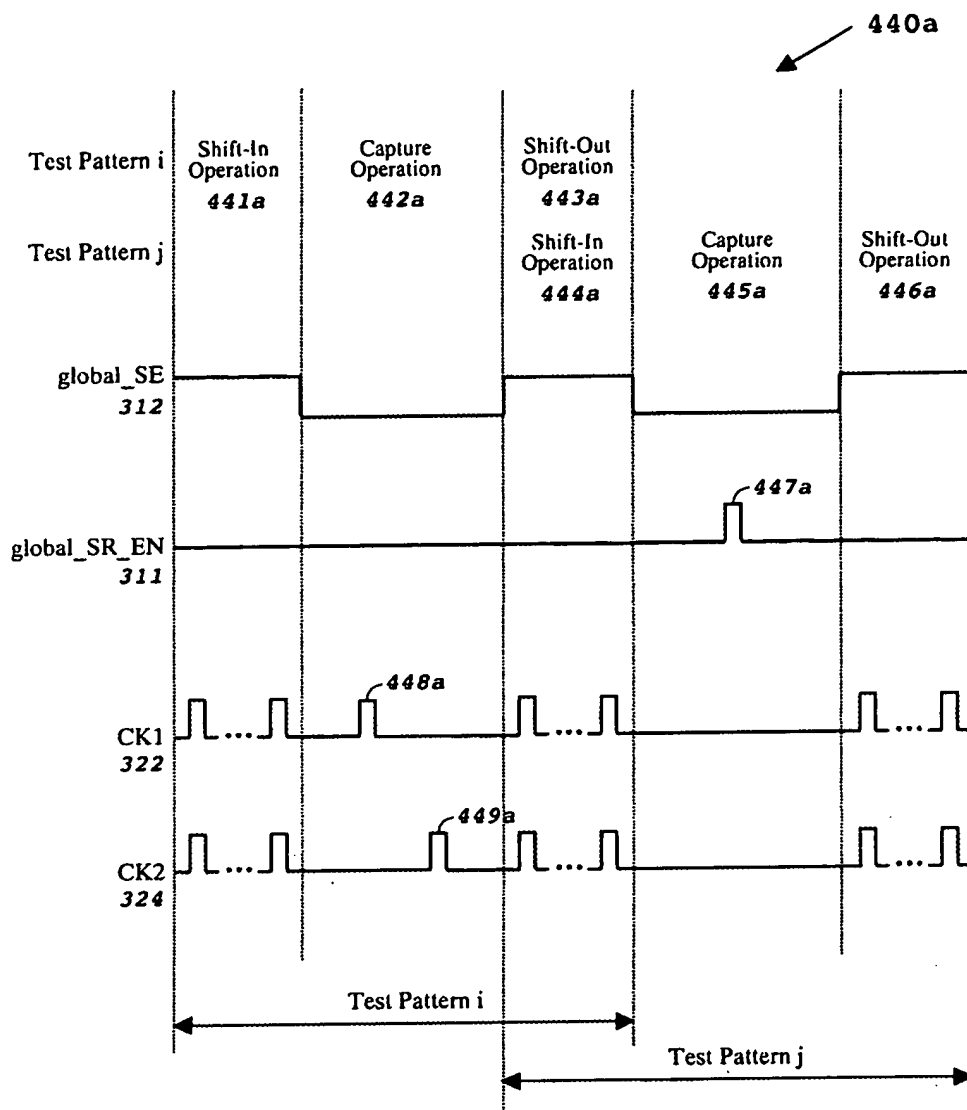 440a
Test Pattern i
Shift-In
Operation
441a
Capture
Operation
442a
Shift-Out
Operation
443a
Test Pattern j
Shift-In
Operation
444a
Capture
Operation
445a
Shift-Out
Operation
446a
global_SE
312
447a
global_SR_EN
311
448a
CK1
... ... ...
322
449a
CK2
... ... ...
324
Test Pattern i
Test Pattern j